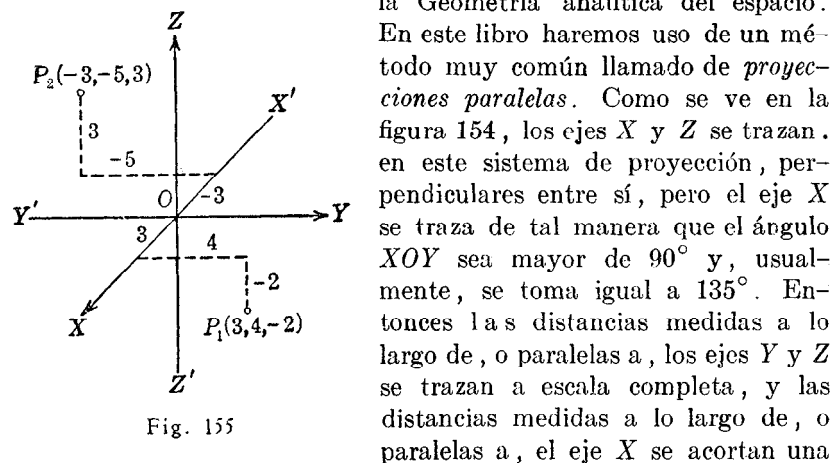 la Geometría analítica del espacio.
En este libro haremos uso de un mé-
todo muy común llamado de proyec-
ciones paralelas. Como se ve en la
figura 154, los ejes X y Z se trazan.
en este sistema de proyección, per-
pendiculares entre sí, pero el eje X
se traza de tal manera que el ángulo
XOY sea mayor de 90° y, usual-
mente, se toma igual a 135°. En-
tonces las distancias medidas a lo
largo de, o paralelas a, los ejes Y y Z
se trazan a escala completa, y las
distancias medidas a lo largo de, o
paralelas a, el eje X se acortan una
Z
P₂(-3,-5,3)
X'
3
-5
O
-3
Y'
Y
3
4
-2
X
P₁(3,4,-2)
Z'
Fig. 155